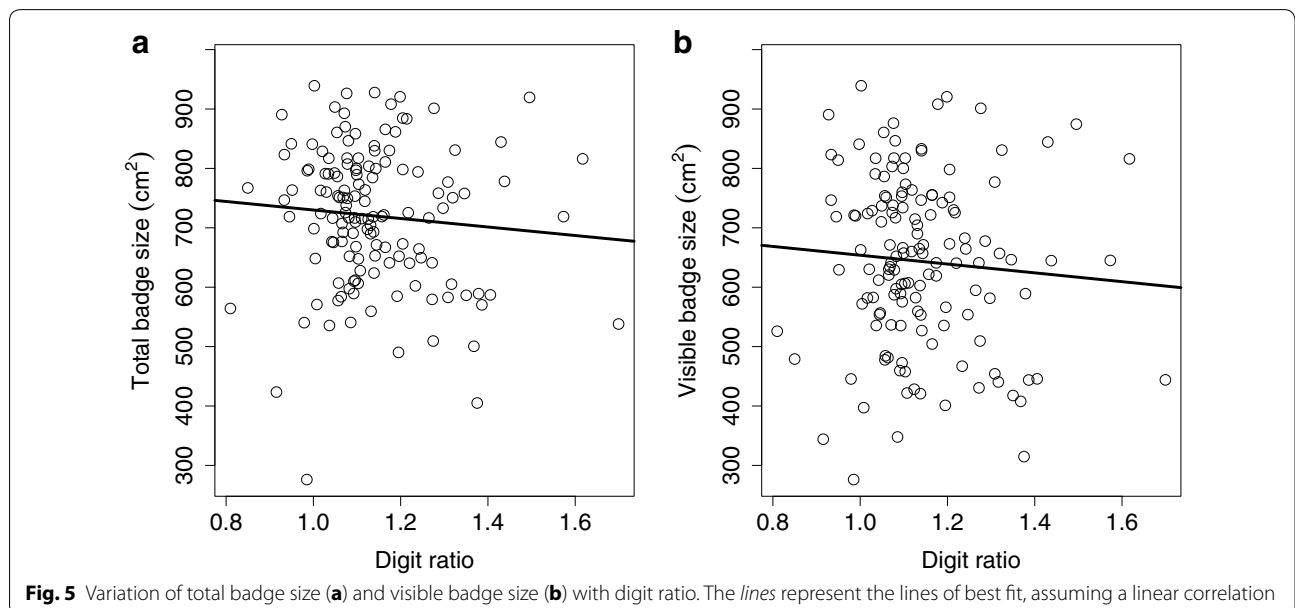 a
b
Total badge size (cm²)
900
800
700
600
500
400
300
0.8 1.0 1.2 1.4 1.6
Digit ratio
Visible badge size (cm²)
900
800
700
600
500
400
300
0.8 1.0 1.2 1.4 1.6
Digit ratio
Fig. 5 Variation of total badge size (a) and visible badge size (b) with digit ratio. The lines represent the lines of best fit, assuming a linear correlation